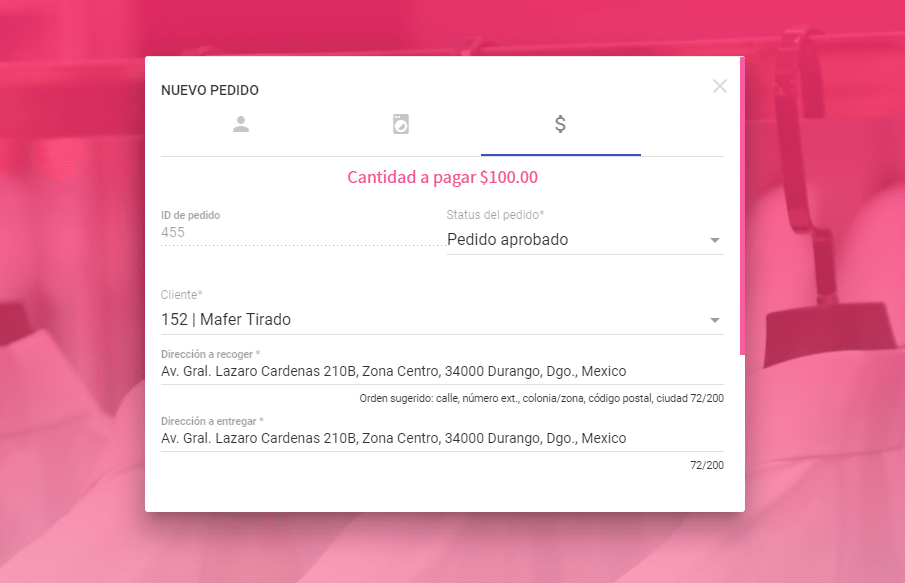 NUEVO PEDIDO
$
Cantidad a pagar $100.00
ID de pedido
455
Status del pedido*
Pedido aprobado
Cliente*
152 | Mafer Tirado
Dirección a recoger *
Av. Gral. Lazaro Cardenas 210B, Zona Centro, 34000 Durango, Dgo., Mexico
Orden sugerido: calle, número ext., colonia/zona, código postal, ciudad 72/200
Dirección a entregar *
Av. Gral. Lazaro Cardenas 210B, Zona Centro, 34000 Durango, Dgo., Mexico
72/200